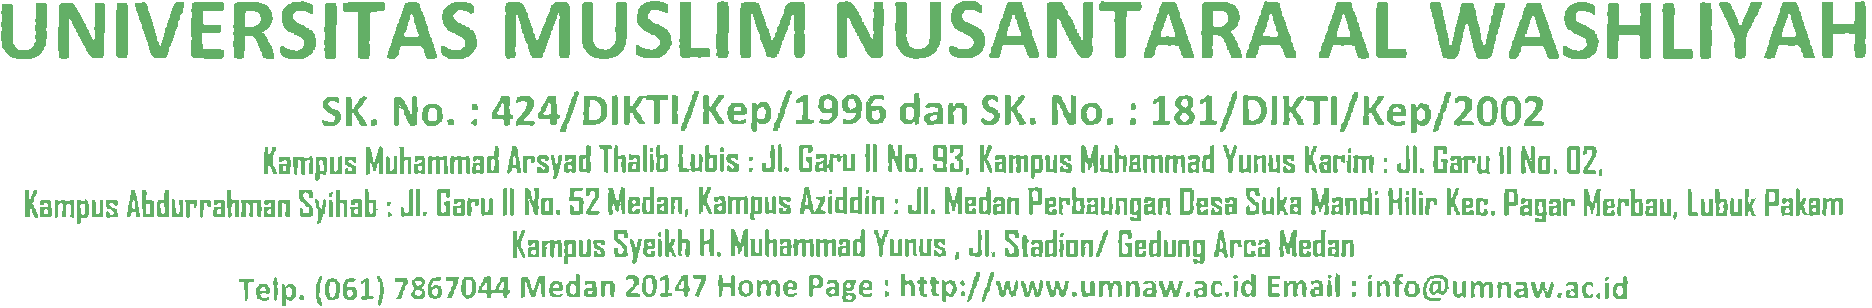 UNIVERSITAS MUSLIM NUSANTARA AL WASHLIYAH
SK. No. : 424/DIKTI/Kep/1996 dan SK. No. : 181/DIKTI/Kep/2002
Kampus Muhammad Arsyad Thalib Lubis : Jl. Garu II No. 93, Kampus Muhammad Yunus Karim : Jl. Garu II No. 02,
Kampus Abdurrahman Syihab : Jl. Garu II No. 52 Medan, Kampus Aziddin : Jl. Medan Perbaungan Desa Suka Mandi Hilir Kec. Pagar Merbau, Lubuk Pakam
Kampus Syeikh H. Muhammad Yunus , Jl. Stadion/ Gedung Arca Medan
Telp. (061) 7867044 Medan 20147 Home Page : http://www.umnaw.ac.id Email : info@umnaw.ac.id